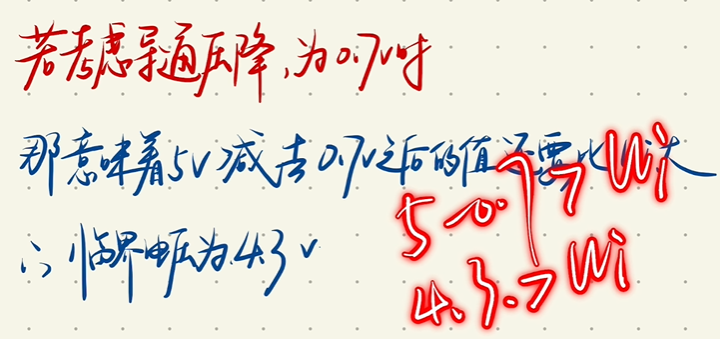 若考虑导通压降,为0.7V时
那意味着5V减去0.7V之后的值还要比Ui大
∴临界电压为4.3V
5-0.7>Ui
4.3>Ui